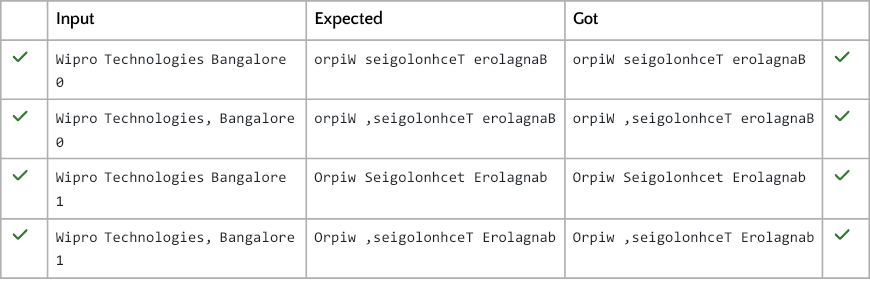 Input Expected Got
Wipro Technologies Bangalore orpiW seigolonhceT erolagnaB orpiW seigolonhceT erolagnaB
0
Wipro Technologies, Bangalore orpiW ,seigolonhceT erolagnaB orpiW ,seigolonhceT erolagnaB
0
Wipro Technologies Bangalore Orpiw Seigolonhcet Erolagnab Orpiw Seigolonhcet Erolagnab
1
Wipro Technologies, Bangalore Orpiw ,seigolonhceT Erolagnab Orpiw ,seigolonhceT Erolagnab
1